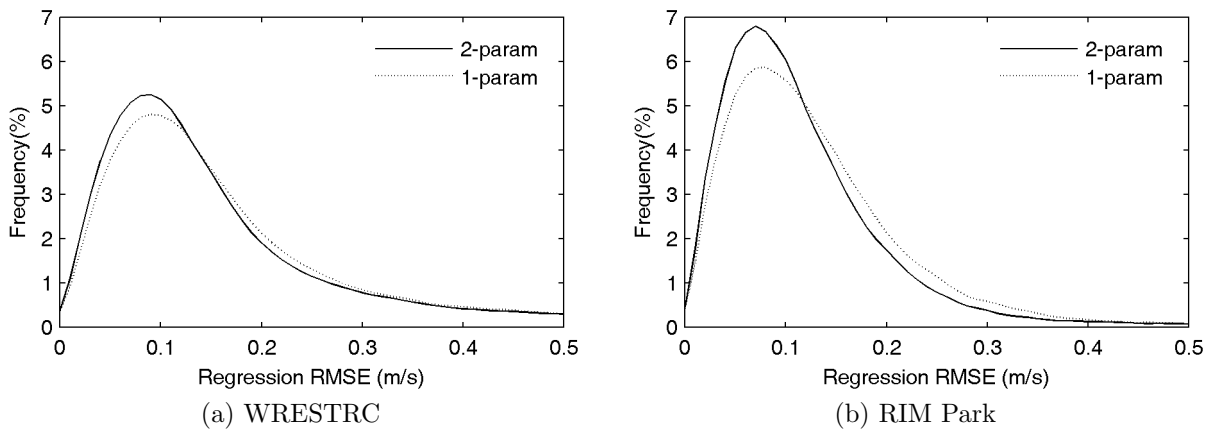 7
6
5
4
3
2
1
0
Frequency(%)
2-param
1-param
0 0.1 0.2 0.3 0.4 0.5
Regression RMSE (m/s)
(a) WRESTRC
7
6
5
4
3
2
1
0
Frequency(%)
2-param
1-param
0 0.1 0.2 0.3 0.4 0.5
Regression RMSE (m/s)
(b) RIM Park